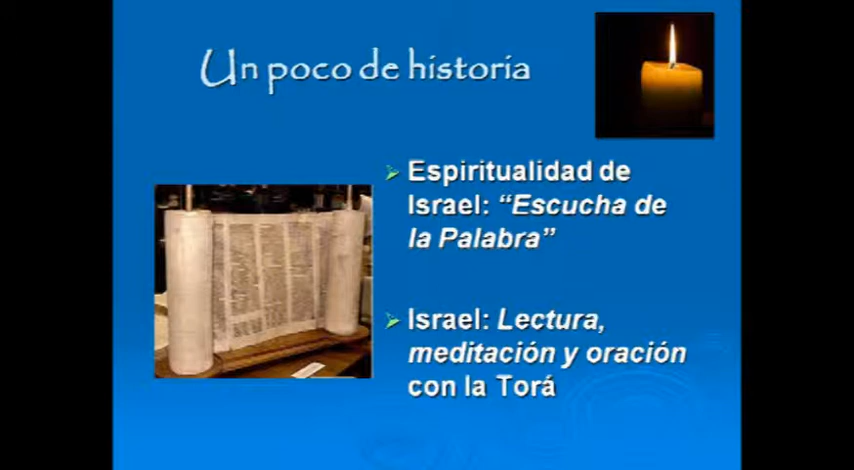 Un poco de historia
Espiritualidad de
Israel: “Escucha de
la Palabra”
Israel: Lectura,
meditación y oración
con la Torá